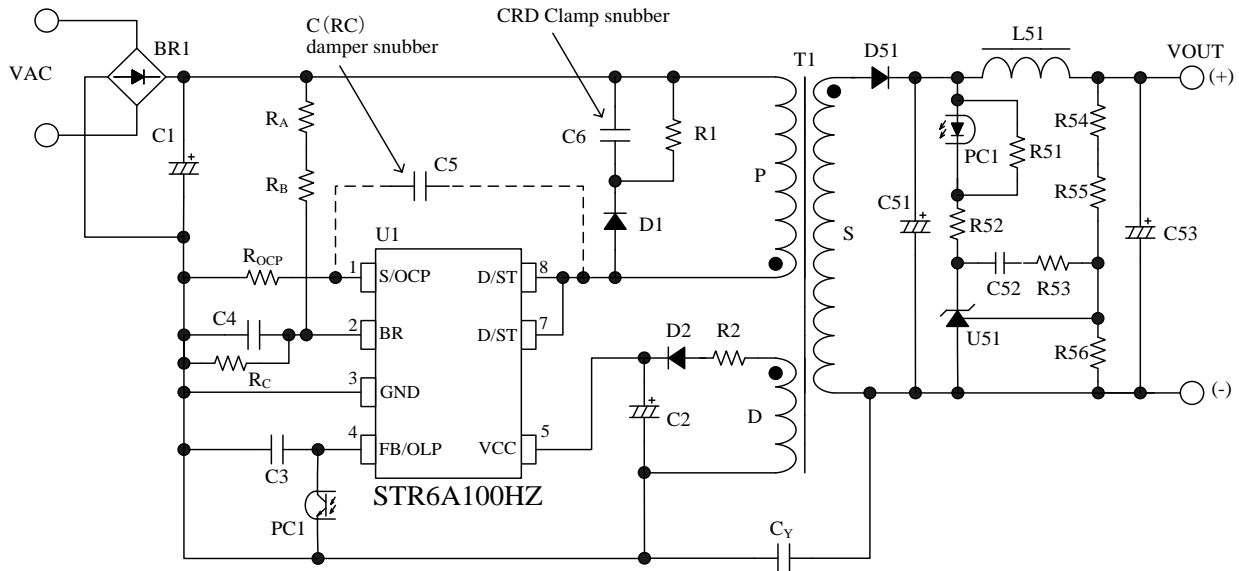 C (RC)
damper snubber
CRD Clamp snubber
VAC
BR1
C1
RA
RB
C5
C6
R1
D1
P
T1
S
D51
L51
VOUT
(+)
PC1
R51
R54
R55
C51
R52
C53
C52
R53
U51
R56
(-)
U1
ROCP
1
S/OCP
D/ST
8
C4
2
BR
D/ST
7
RC
3
GND
D2
R2
C2
D
4
FB/OLP
VCC
5
C3
PC1
STR6A100HZ
CY